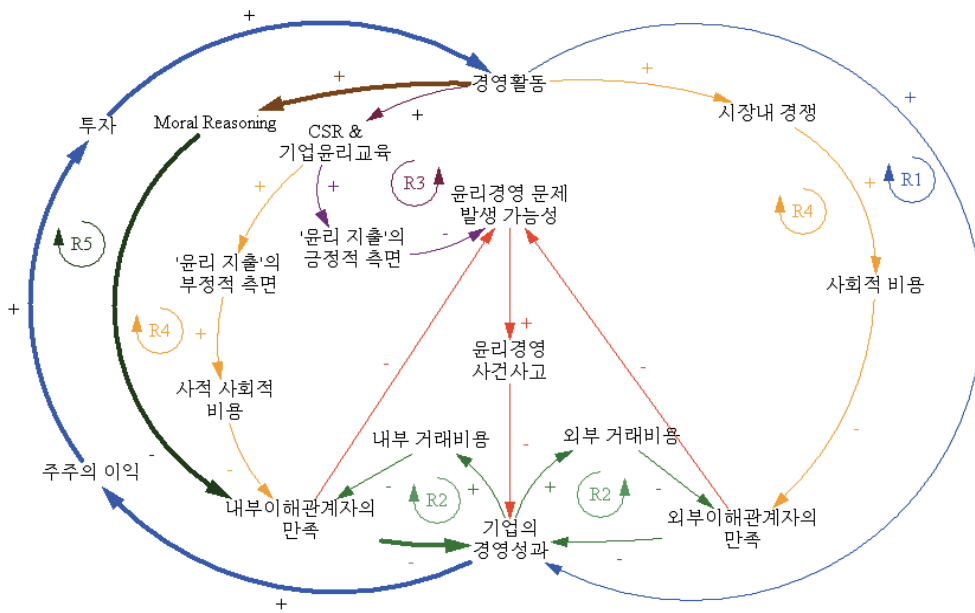 +
경영활동
+
+
+
+
투자
Moral Reasoning
CSR &
기업윤리교육
시장내 경쟁
R3
R1
+
+
+
윤리경영 문제
발생 가능성
R4
R5
-
'윤리 지출'의
부정적 측면
'윤리 지출'의
긍정적 측면
사회적 비용
+
R4
+
+
윤리경영
사건사고
-
-
사적 사회적
비용
내부 거래비용
외부 거래비용
-
-
-
-
주주의 이익
-
-
R2
+
+
R2
-
내부이해관계자의
만족
기업의
경영성과
외부이해관계자의
만족
-
-
+
+